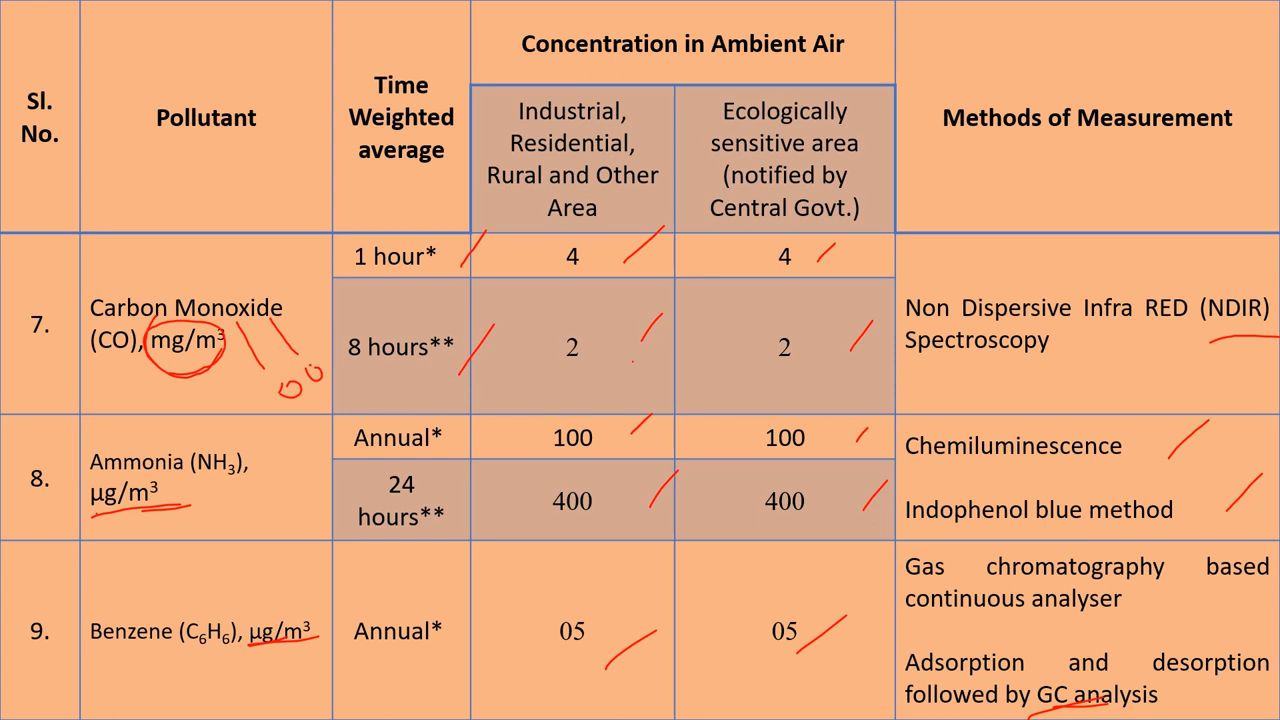 Sl.
No.
Pollutant
Time
Weighted
average
Concentration in Ambient Air
Industrial,
Residential,
Rural and Other
Area
Ecologically
sensitive area
(notified by
Central Govt.)
Methods of Measurement
7.
Carbon Monoxide
(CO), mg/m³
1 hour*
4
4
8 hours**
2
2
Non Dispersive Infra RED (NDIR)
Spectroscopy
8.
Ammonia (NH₃),
µg/m³
Annual*
100
100
24
hours**
400
400
Chemiluminescence
Indophenol blue method
9.
Benzene (C₆H₆), µg/m³
Annual*
05
05
Gas chromatography based
continuous analyser
Adsorption and desorption
followed by GC analysis